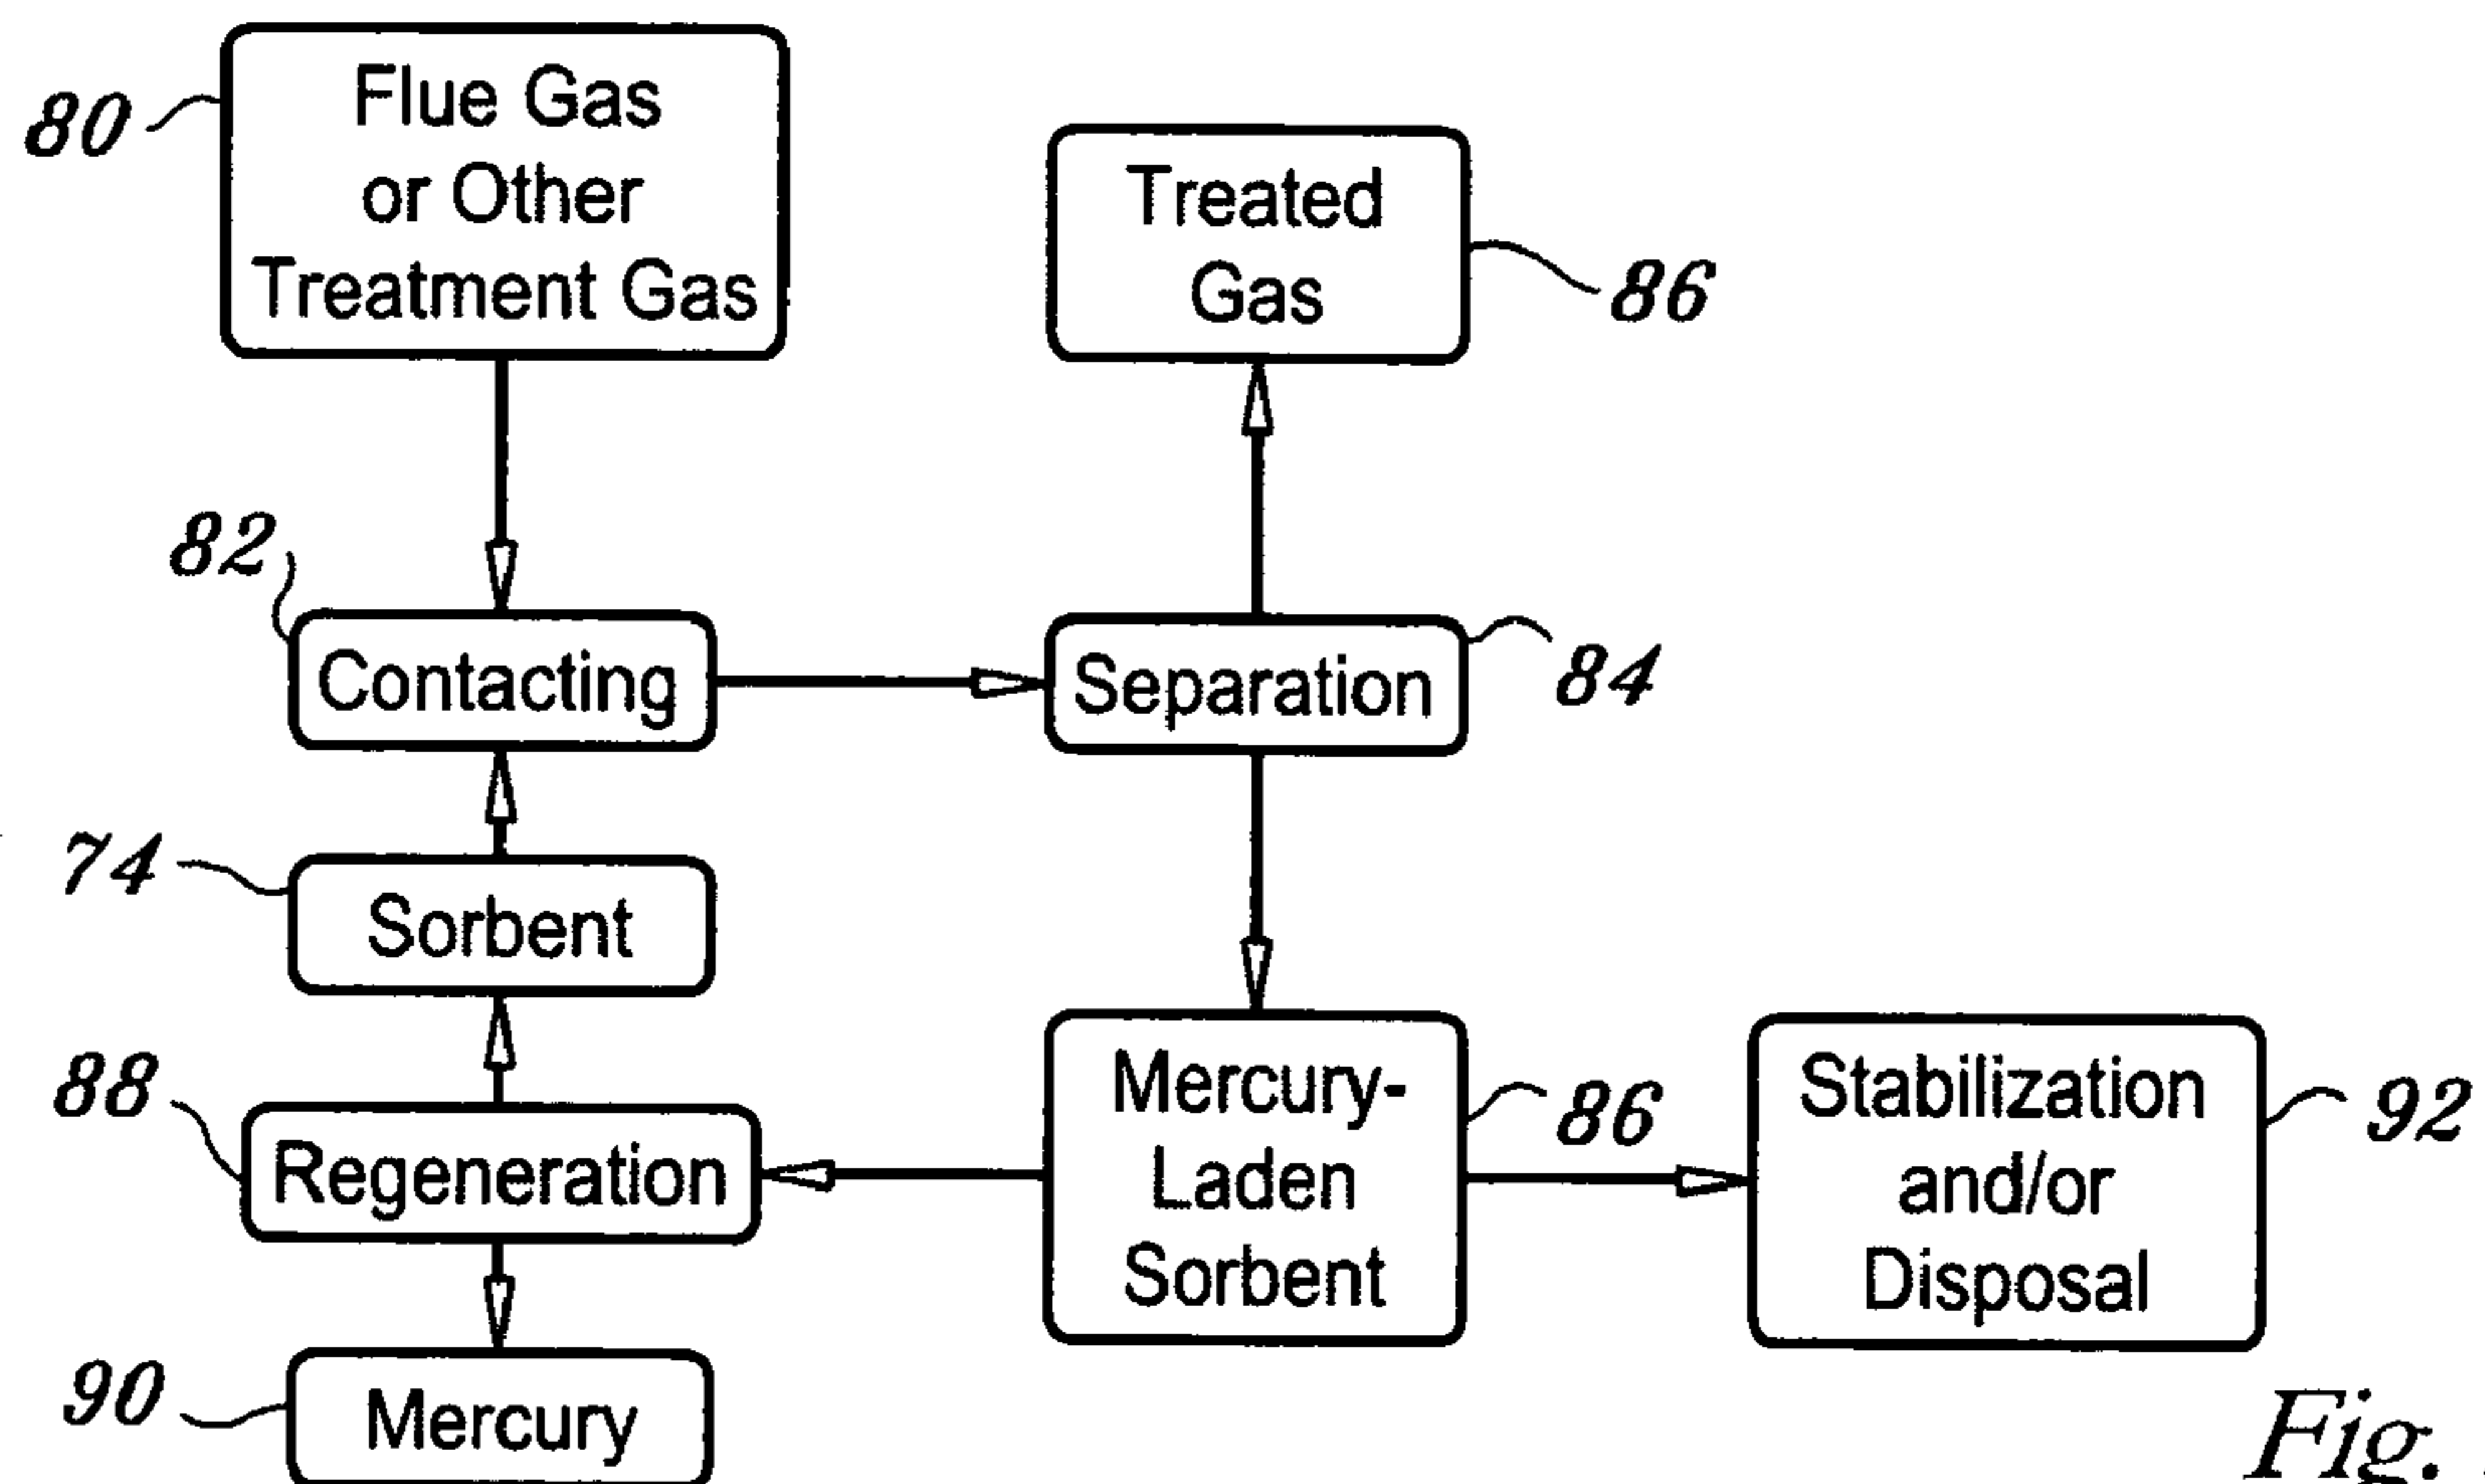 80
Flue Gas
or Other
Treatment Gas
Treated
Gas
86
82
Contacting
Separation
84
74
Sorbent
88
Regeneration
Mercury-
Laden
Sorbent
86
Stabilization
and/or
Disposal
92
90
Mercury
Fig.